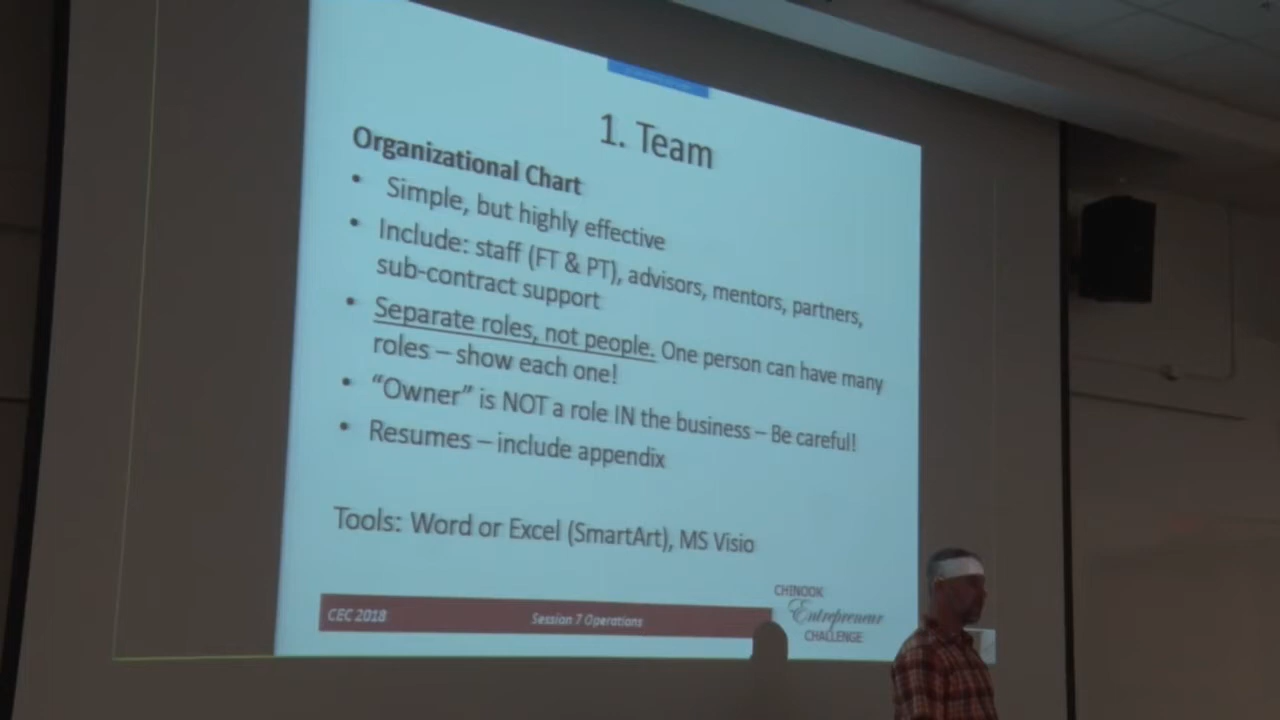 1. Team
Organizational Chart
• Simple, but highly effective
• Include: staff (FT & PT), advisors, mentors, partners,
sub-contract support
• Separate roles, not people. One person can have many
roles – show each one!
• “Owner” is NOT a role IN the business – Be careful!
• Resumes – include appendix
Tools: Word or Excel (SmartArt), MS Visio
CEC 2018
Session 7 Operations
CHINOOK
Entrepreneur
CHALLENGE